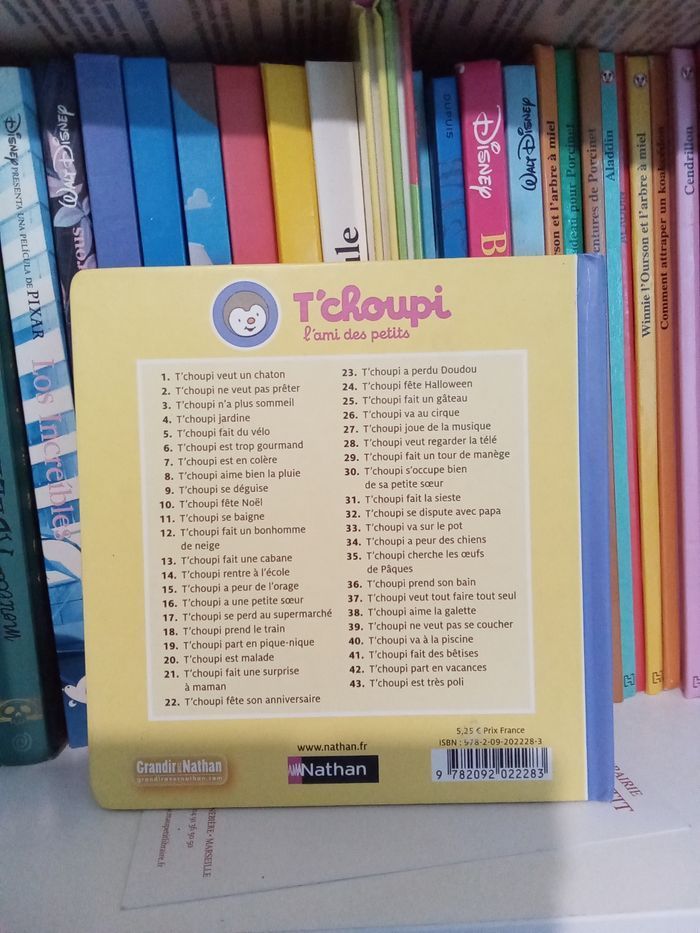 DISNEY PRESENTA UNA PELÍCULA DE PIXAR
LOS INCREÍBLES
WALT DISNEY
DUPUIS
DISNEY
B
WALT DISNEY
Aladdin
Winnie l'Ourson et l'arbre à miel
Comment attraper un
T'choupi
l'ami des petits
1. T'choupi veut un chaton
2. T'choupi ne veut pas prêter
3. T'choupi n'a plus sommeil
4. T'choupi jardine
5. T'choupi fait du vélo
6. T'choupi est trop gourmand
7. T'choupi est en colère
8. T'choupi aime bien la pluie
9. T'choupi se déguise
10. T'choupi fête Noël
11. T'choupi se baigne
12. T'choupi fait un bonhomme
de neige
13. T'choupi fait une cabane
14. T'choupi rentre à l'école
15. T'choupi a peur de l'orage
16. T'choupi a une petite sœur
17. T'choupi se perd au supermarché
18. T'choupi prend le train
19. T'choupi part en pique-nique
20. T'choupi est malade
21. T'choupi fait une surprise
à maman
22. T'choupi fête son anniversaire
23. T'choupi a perdu Doudou
24. T'choupi fête Halloween
25. T'choupi fait un gâteau
26. T'choupi va au cirque
27. T'choupi joue de la musique
28. T'choupi veut regarder la télé
29. T'choupi fait un tour de manège
30. T'choupi s'occupe bien
de sa petite sœur
31. T'choupi fait la sieste
32. T'choupi se dispute avec papa
33. T'choupi va sur le pot
34. T'choupi a peur des chiens
35. T'choupi cherche les œufs
de Pâques
36. T'choupi prend son bain
37. T'choupi veut tout faire tout seul
38. T'choupi aime la galette
39. T'choupi ne veut pas se coucher
40. T'choupi va à la piscine
41. T'choupi fait des bêtises
42. T'choupi part en vacances
43. T'choupi est très poli
Grandir avec Nathan
grandiravecnathan.com
www.nathan.fr
Nathan
5,25 € Prix France
ISBN : 978-2-09-202228-3
9 782092 022283
MARSEILLE